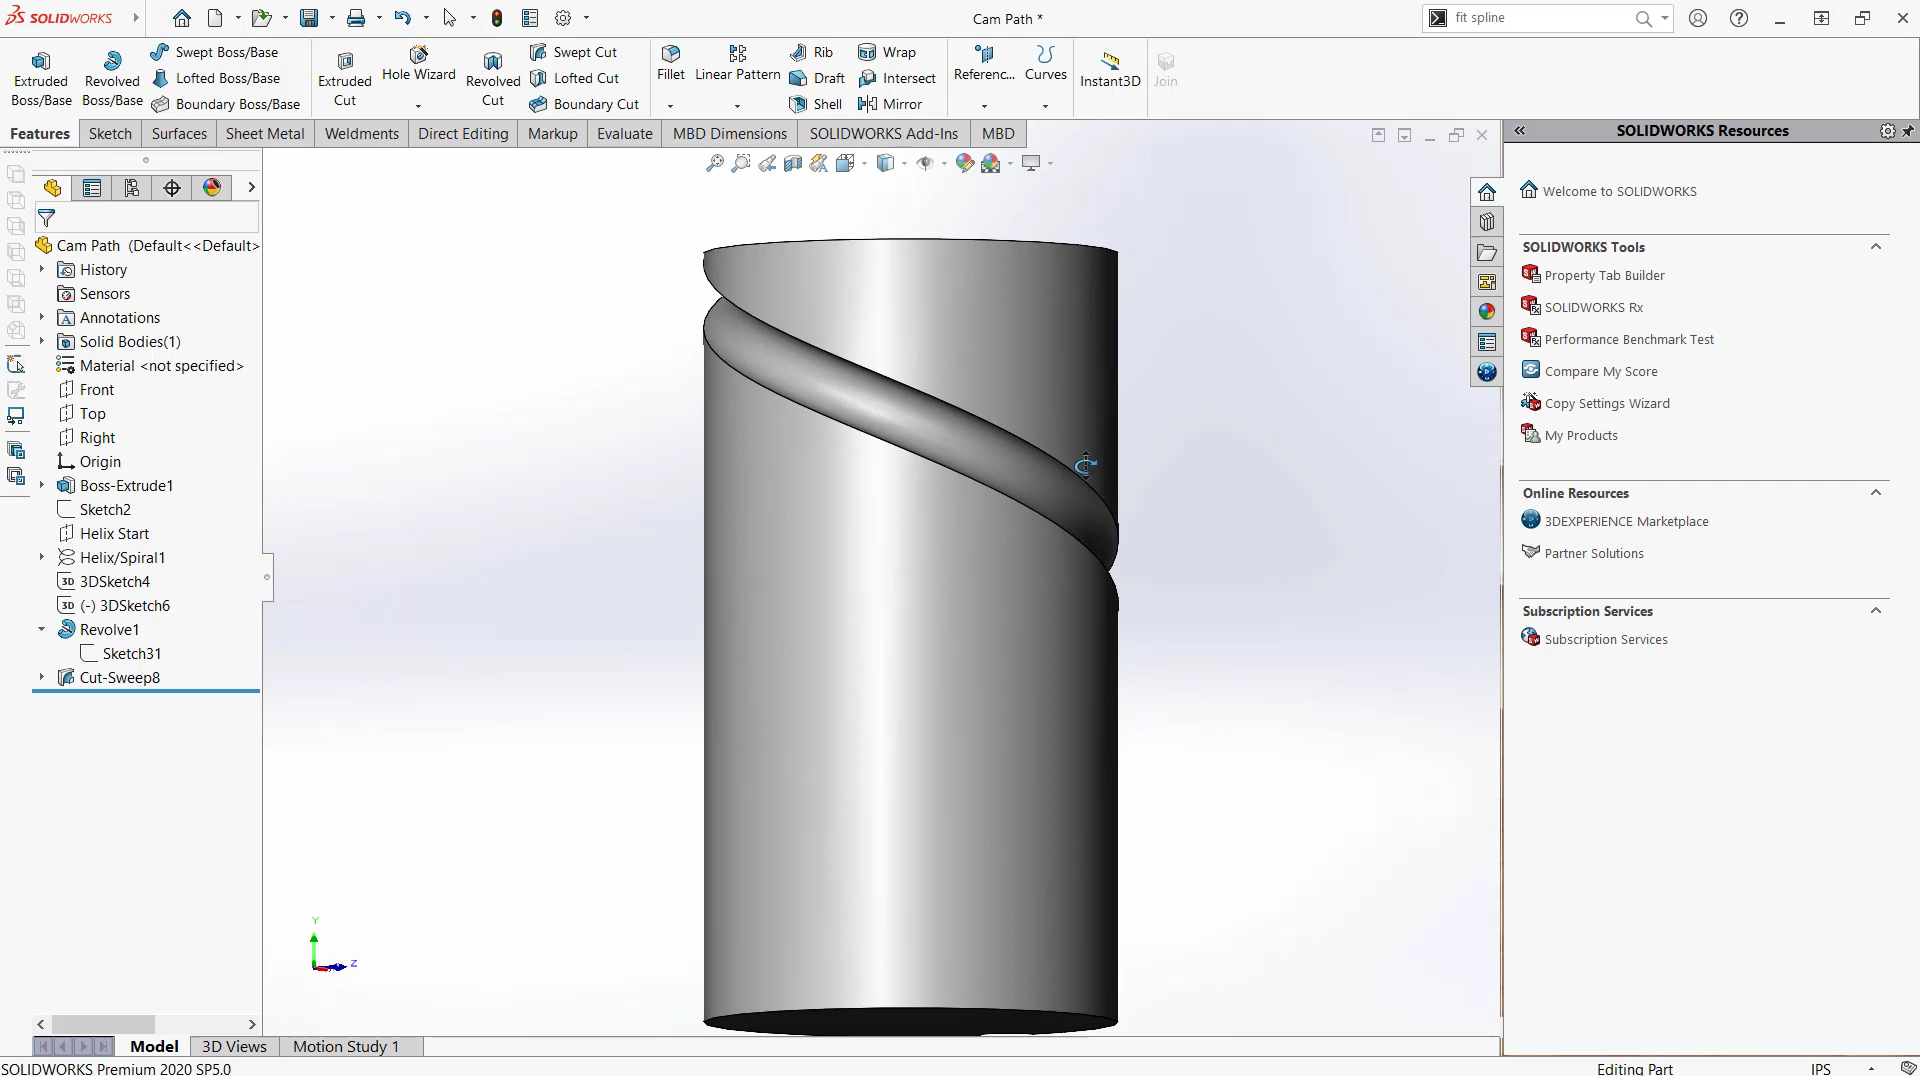 SOLIDWORKS
Cam Path *
fit spline
Extruded Boss/Base
Revolved Boss/Base
Swept Boss/Base
Lofted Boss/Base
Boundary Boss/Base
Extruded Cut
Hole Wizard
Revolved Cut
Swept Cut
Lofted Cut
Boundary Cut
Fillet
Linear Pattern
Rib
Draft
Shell
Wrap
Intersect
Mirror
Referenc...
Curves
Instant3D
Join
Features
Sketch
Surfaces
Sheet Metal
Weldments
Direct Editing
Markup
Evaluate
MBD Dimensions
SOLIDWORKS Add-Ins
MBD
Cam Path (Default<<Default>
History
Sensors
Annotations
Solid Bodies(1)
Material <not specified>
Front
Top
Right
Origin
Boss-Extrude1
Sketch2
Helix Start
Helix/Spiral1
3D 3DSketch4
3D (-) 3DSketch6
Revolve1
Sketch31
Cut-Sweep8
Y
Z
SOLIDWORKS Resources
Welcome to SOLIDWORKS
SOLIDWORKS Tools
Property Tab Builder
SOLIDWORKS Rx
Performance Benchmark Test
Compare My Score
Copy Settings Wizard
My Products
Online Resources
3DEXPERIENCE Marketplace
Partner Solutions
Subscription Services
Subscription Services
Model
3D Views
Motion Study 1
SOLIDWORKS Premium 2020 SP5.0
Editing Part
IPS